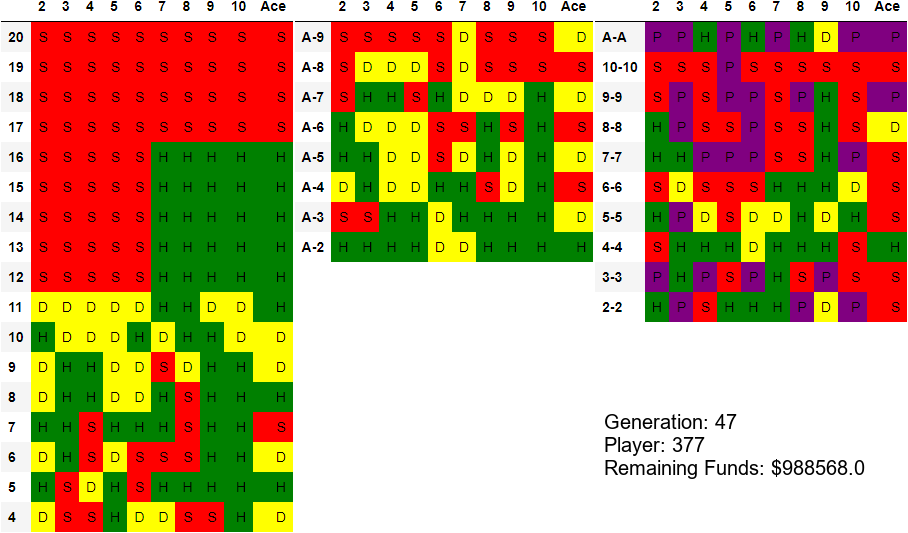 2 3 4 5 6 7 8 9 10 Ace
20 S S S S S S S S S S
19 S S S S S S S S S S
18 S S S S S S S S S S
17 S S S S S S S S S S
16 S S S S S H H H H H
15 S S S S S H H H H H
14 S S S S S H H H H H
13 S S S S S H H H H H
12 S S S S S H H H H H
11 D D D D D H H D D H
10 H D D D H D H H D D
9 D H H D D S D H H D
8 D H H D D H S H H H
7 H H S H H H S H H S
6 D H S D S S S H H D
5 H S D H S H H H H H
4 D S S H D D S S H D
2 3 4 5 6 7 8 9 10 Ace
A-9 S S S S S D S S S D
A-8 S D D D S D S S S S
A-7 S H H S H D D D H D
A-6 H D D D S S H S H S
A-5 H H D D S D H D H D
A-4 D H D D H H S D H S
A-3 S S H H D H H H H D
A-2 H H H H D D H H H H
2 3 4 5 6 7 8 9 10 Ace
A-A P P H P H P H D P P
10-10 S S S P S S S S S S
9-9 S P S P P S P H S P
8-8 H P S S P S S H S D
7-7 H H P P P S S H P S
6-6 S D S S S H H H D S
5-5 H P D S D D H D H S
4-4 S H H H D H H H S H
3-3 P H P S P H S P S S
2-2 H P S H H H P D P S
Generation: 47
Player: 377
Remaining Funds: $988568.0